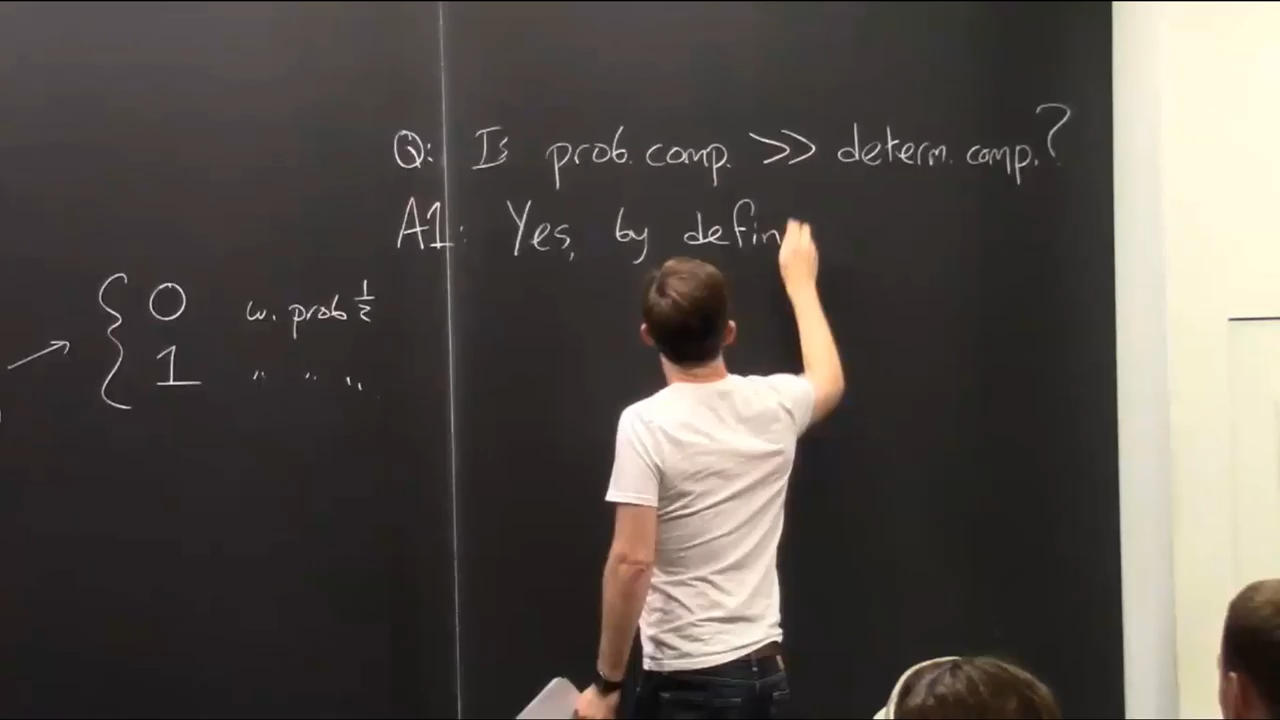 Q: Is prob. comp. >> determ. comp.?
A1: Yes, by defin
{ 0 w. prob 1/2
1 " " "